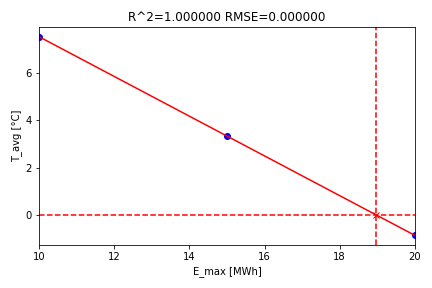 R^2=1.000000 RMSE=0.000000
T_avg [°C]
6
4
2
0
10 12 14 16 18 20
E_max [MWh]